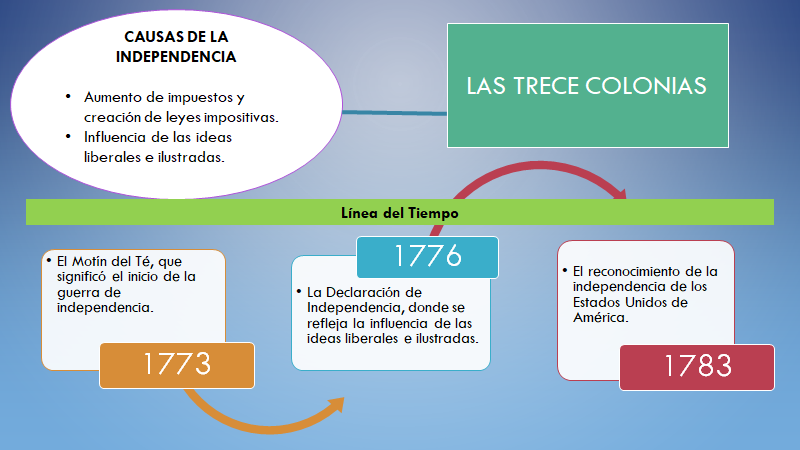 CAUSAS DE LA
INDEPENDENCIA
• Aumento de impuestos y
creación de leyes impositivas.
• Influencia de las ideas
liberales e ilustradas.
LAS TRECE COLONIAS
Línea del Tiempo
• El Motín del Té, que
significó el inicio de la
guerra de
independencia.
1773
1776
• La Declaración de
Independencia, donde se
refleja la influencia de las
ideas liberales e ilustradas.
• El reconocimiento de la
independencia de los
Estados Unidos de
América.
1783